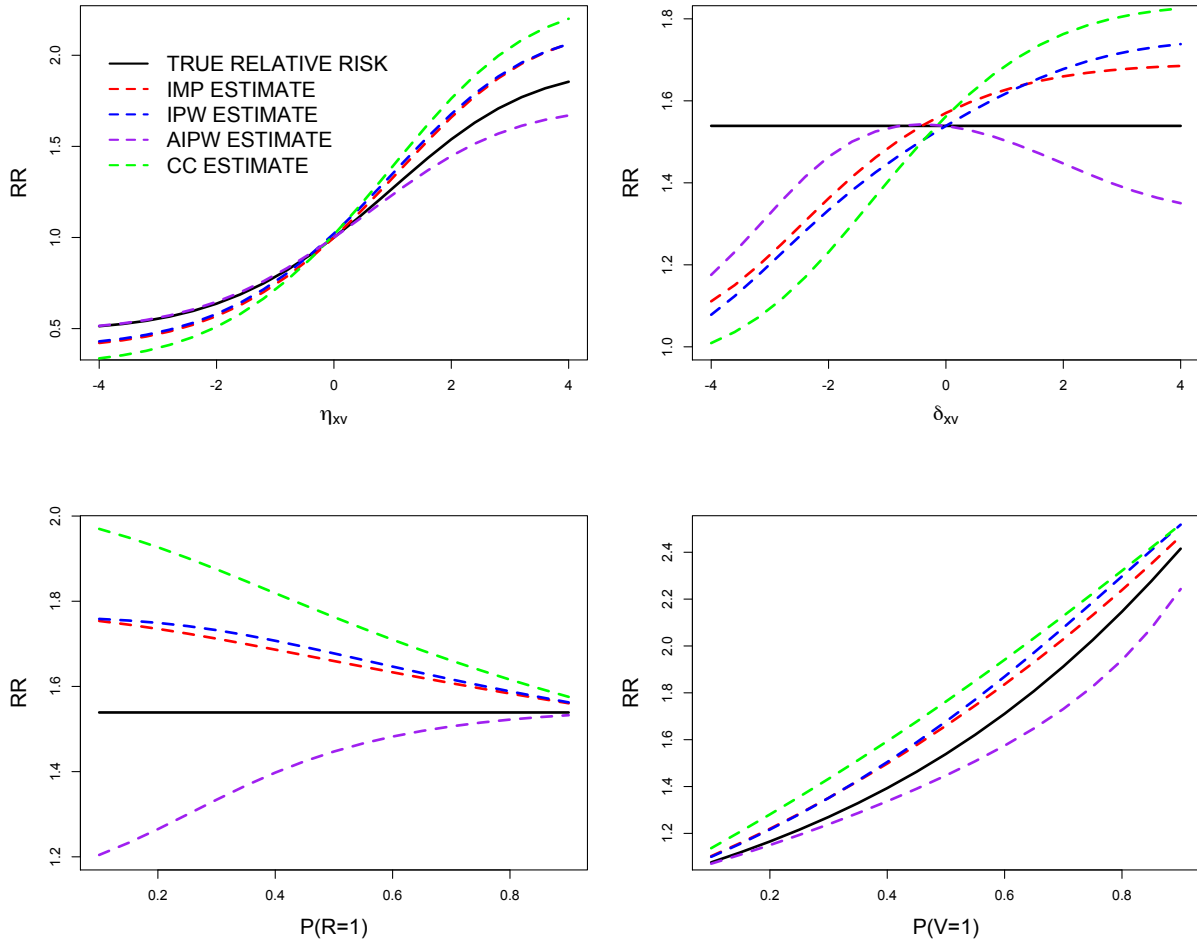 RR
2.0
1.5
1.0
0.5
TRUE RELATIVE RISK
IMP ESTIMATE
IPW ESTIMATE
AIPW ESTIMATE
CC ESTIMATE
-4 -2 0 2 4
ηxv
RR
1.8
1.6
1.4
1.2
1.0
-4 -2 0 2 4
δxv
RR
2.0
1.8
1.6
1.4
1.2
0.2 0.4 0.6 0.8
P(R=1)
RR
2.4
2.2
2.0
1.8
1.6
1.4
1.2
0.2 0.4 0.6 0.8
P(V=1)